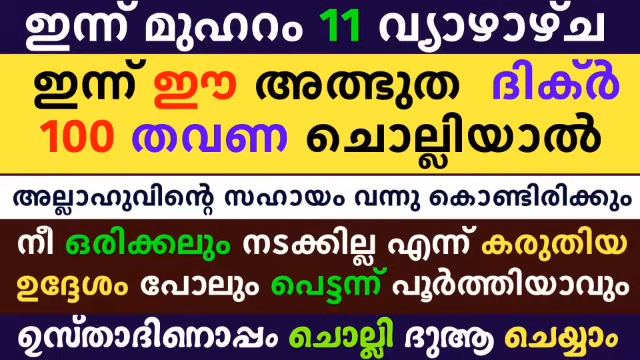 ഇന്ന് മുഹറം 11 വ്യാഴാഴ്ച
ഇന്ന് ഈ അത്ഭുത ദിക്ർ
100 തവണ ചൊല്ലിയാൽ
അല്ലാഹുവിന്റെ സഹായം വന്നു കൊണ്ടിരിക്കും
നീ ഒരിക്കലും നടക്കില്ല എന്ന് കരുതിയ
ഉദ്ദേശം പോലും പെട്ടന്ന് പൂർത്തിയാവും
ഉസ്താദിനൊപ്പം ചൊല്ലി ദുആ ചെയ്യാം